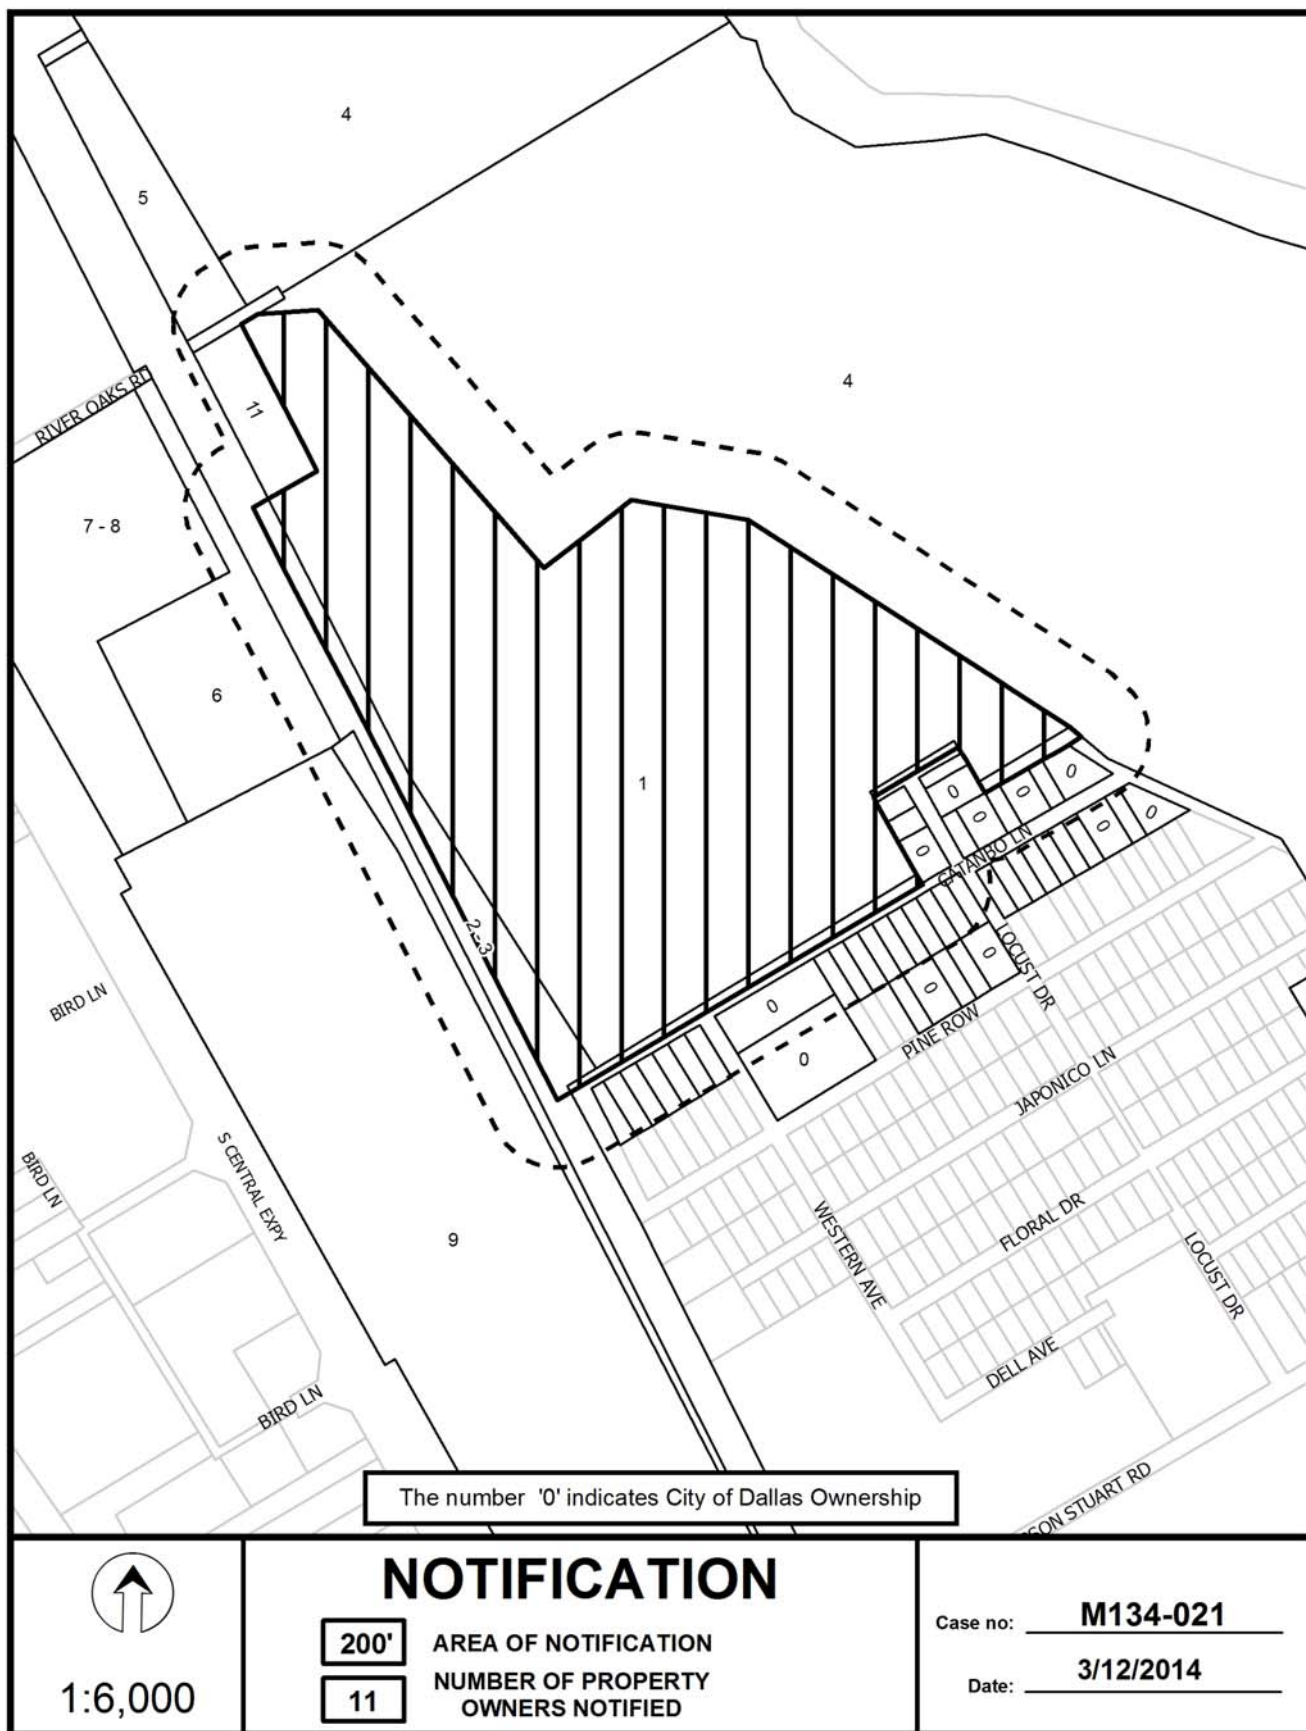 4
5
4
RIVER OAKS RD
11
7 - 8
6
1
0
0
0
0
0
0
0
CATANBO LN
2 - 3
0
0
0
0
LOCUST DR
PINE ROW
BIRD LN
JAPONICO LN
BIRD LN
S CENTRAL EXPY
WESTERN AVE
FLORAL DR
LOCUST DR
9
DELL AVE
BIRD LN
The number '0' indicates City of Dallas Ownership
SON STUART RD
1:6,000
NOTIFICATION
200' AREA OF NOTIFICATION
11 NUMBER OF PROPERTY
OWNERS NOTIFIED
Case no: M134-021
Date: 3/12/2014